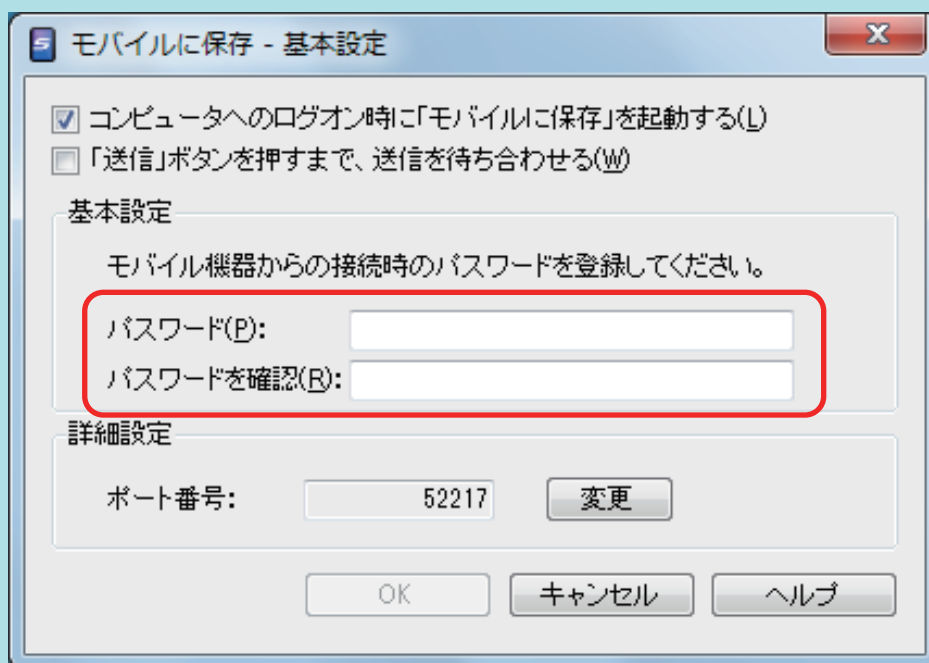 モバイルに保存 - 基本設定
コンピュータへのログオン時に「モバイルに保存」を起動する(L)
「送信」ボタンを押すまで、送信を待ち合わせる(W)
基本設定
モバイル機器からの接続時のパスワードを登録してください。
パスワード(P):
パスワードを確認(R):
詳細設定
ポート番号: 52217 変更
OK キャンセル ヘルプ